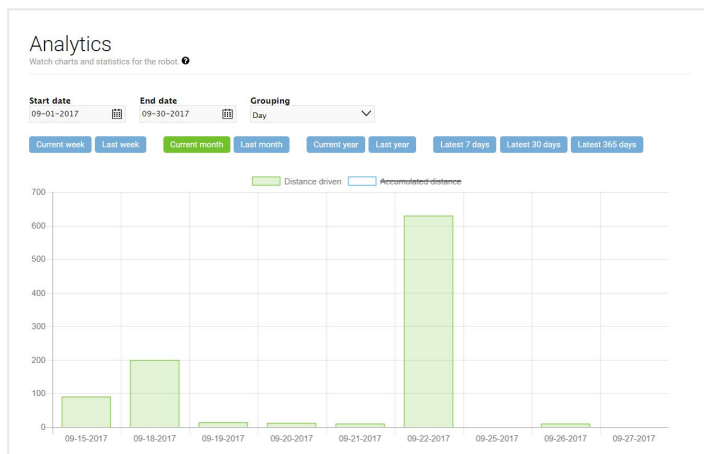 Analytics
Watch charts and statistics for the robot. ?
Start date End date Grouping
09-01-2017 09-30-2017 Day
Current week Last week Current month Last month Current year Last year Latest 7 days Latest 30 days Latest 365 days
Distance driven Accumulated distance
700
600
500
400
300
200
100
0
09-15-2017 09-18-2017 09-19-2017 09-20-2017 09-21-2017 09-22-2017 09-25-2017 09-26-2017 09-27-2017